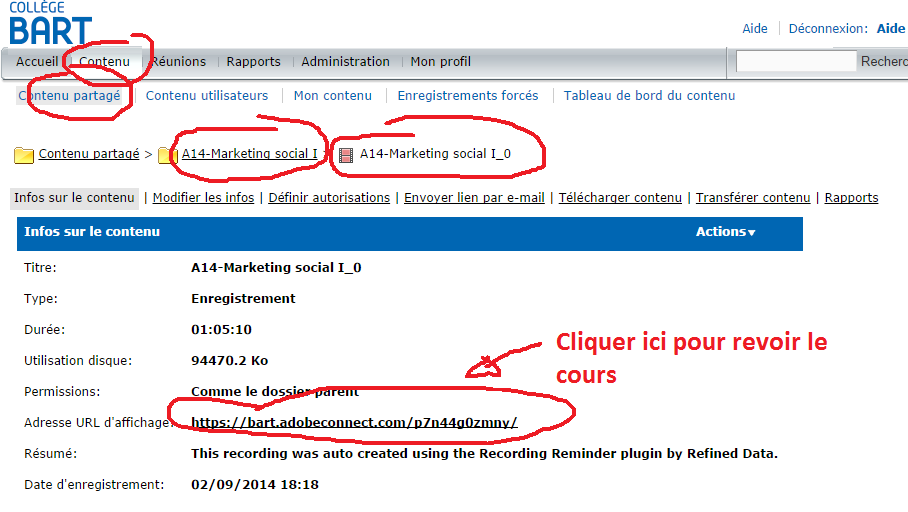 COLLÈGE
BART
Aide | Déconnexion: Aide
Accueil | Contenu | Réunions | Rapports | Administration | Mon profil
Contenu partagé | Contenu utilisateurs | Mon contenu | Enregistrements forcés | Tableau de bord du contenu
Contenu partagé > A14-Marketing social I > A14-Marketing social I_0
Infos sur le contenu | Modifier les infos | Définir autorisations | Envoyer lien par e-mail | Télécharger contenu | Transférer contenu | Rapports
Infos sur le contenu Actions▾
Titre: A14-Marketing social I_0
Type: Enregistrement
Durée: 01:05:10
Cliquer ici pour revoir le
cours
Utilisation disque: 94470.2 Ko
Permissions: Comme le dossier parent
Adresse URL d'affichage: https://bart.adobeconnect.com/p7n44g0zmny/
Résumé: This recording was auto created using the Recording Reminder plugin by Refined Data.
Date d'enregistrement: 02/09/2014 18:18